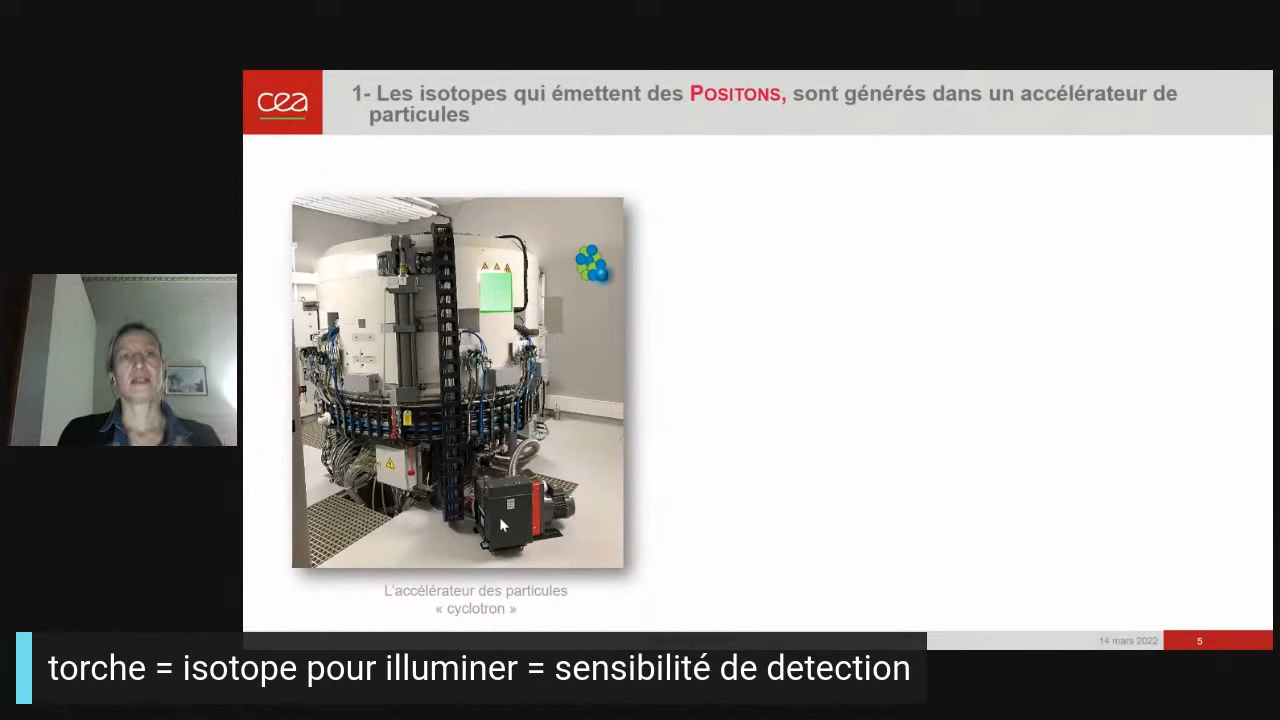 cea
1- Les isotopes qui émettent des POSITONS, sont générés dans un accélérateur de
particules
L'accélérateur des particules
« cyclotron »
14 mars 2022
5
torche = isotope pour illuminer = sensibilité de detection